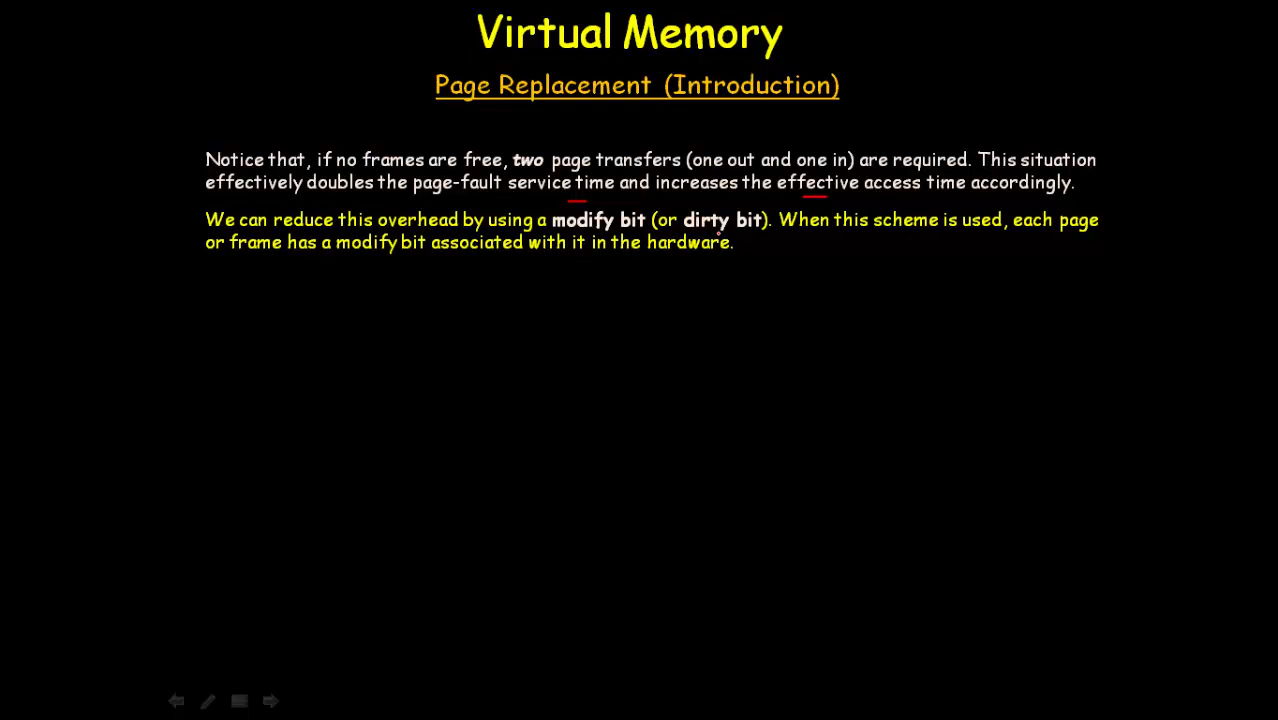 Virtual Memory
Page Replacement (Introduction)
Notice that, if no frames are free, two page transfers (one out and one in) are required. This situation
effectively doubles the page-fault service time and increases the effective access time accordingly.
We can reduce this overhead by using a modify bit (or dirty bit). When this scheme is used, each page
or frame has a modify bit associated with it in the hardware.